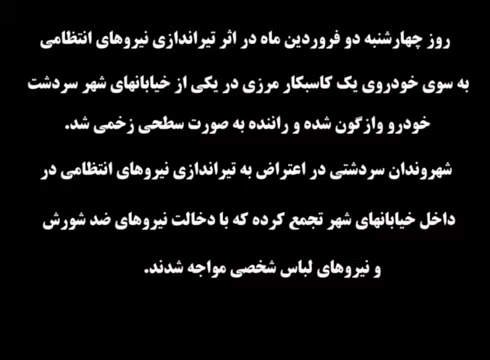 روز چهارشنبه دو فروردین ماه در اثر تیراندازی نیروهای انتظامی
به سوی خودروی یک کاسبکار مرزی در یکی از خیابانهای شهر سردشت
خودرو وازگون شده و راننده به صورت سطحی زخمی شد.
شهروندان سردشتی در اعتراض به تیراندازی نیروهای انتظامی در
داخل خیابانهای شهر تجمع کرده که با دخالت نیروهای ضد شورش
و نیروهای لباس شخصی مواجه شدند.